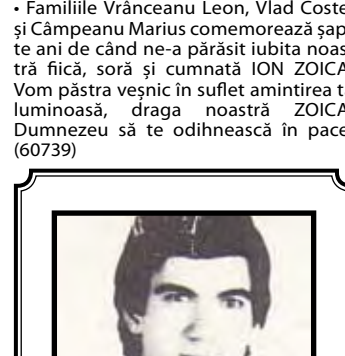 • Familiile Vrânceanu Leon, Vlad Coste
și Câmpeanu Marius comemorează șap
te ani de când ne-a părăsit iubita noas
tră fiică, soră și cumnată ION ZOICA
Vom păstra veșnic în suflet amintirea t
luminoasă, draga noastră ZOICA
Dumnezeu să te odihnească în pace
(60739)